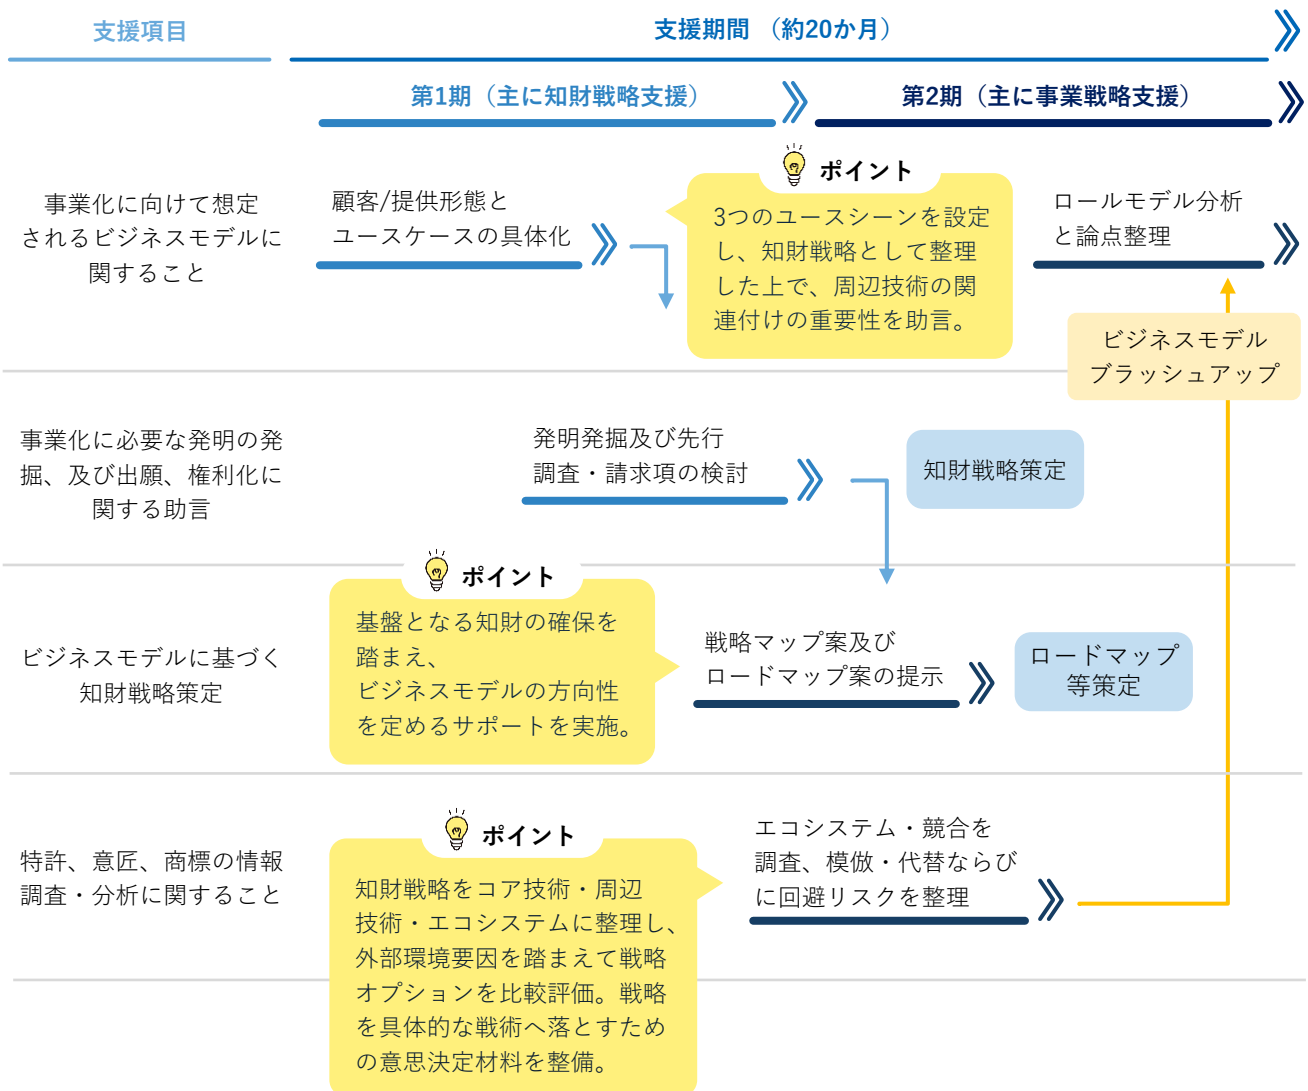 支援項目
支援期間 （約20か月）
第1期（主に知財戦略支援）
第2期（主に事業戦略支援）
事業化に向けて想定
されるビジネスモデルに
関すること
顧客/提供形態と
ユースケースの具体化
ポイント
3つのユースシーンを設定
し、知財戦略として整理
した上で、周辺技術の関
連付けの重要性を助言。
ロールモデル分析
と論点整理
ビジネスモデル
ブラッシュアップ
事業化に必要な発明の発
掘、及び出願、権利化に
関する助言
発明発掘及び先行
調査・請求項の検討
知財戦略策定
ビジネスモデルに基づく
知財戦略策定
ポイント
基盤となる知財の確保を
踏まえ、
ビジネスモデルの方向性
を定めるサポートを実施。
戦略マップ案及び
ロードマップ案の提示
ロードマップ
等策定
特許、意匠、商標の情報
調査・分析に関すること
ポイント
知財戦略をコア技術・周辺
技術・エコシステムに整理し、
外部環境要因を踏まえて戦略
オプションを比較評価。戦略
を具体的な戦術へ落とすため
の意思決定材料を整備。
エコシステム・競合を
調査、模倣・代替ならび
に回避リスクを整理